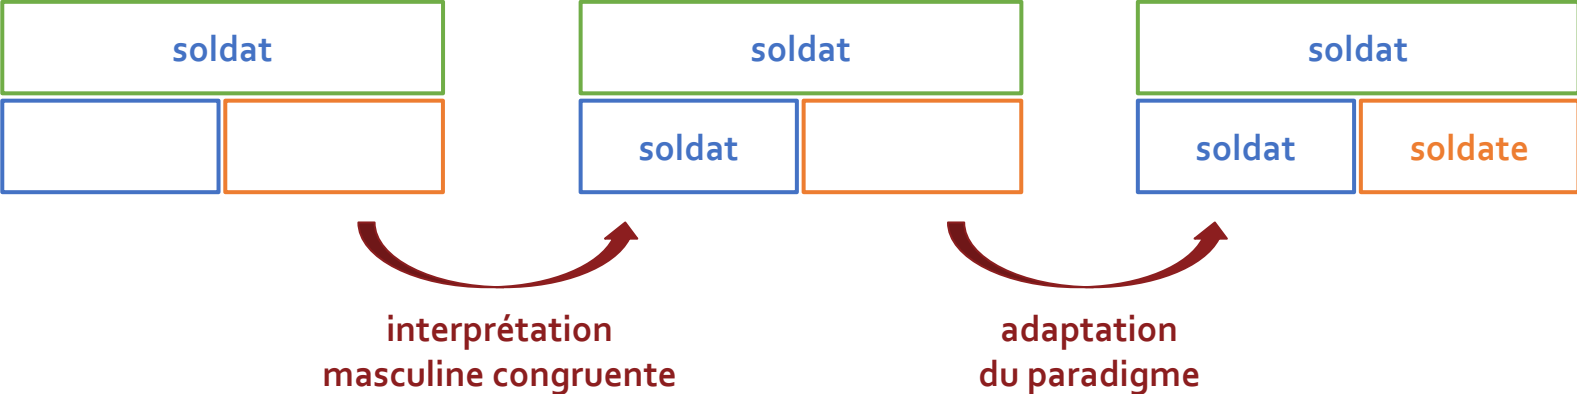 soldat
soldat
soldat
soldat
soldat
soldate
interprétation
masculine congruente
adaptation
du paradigme